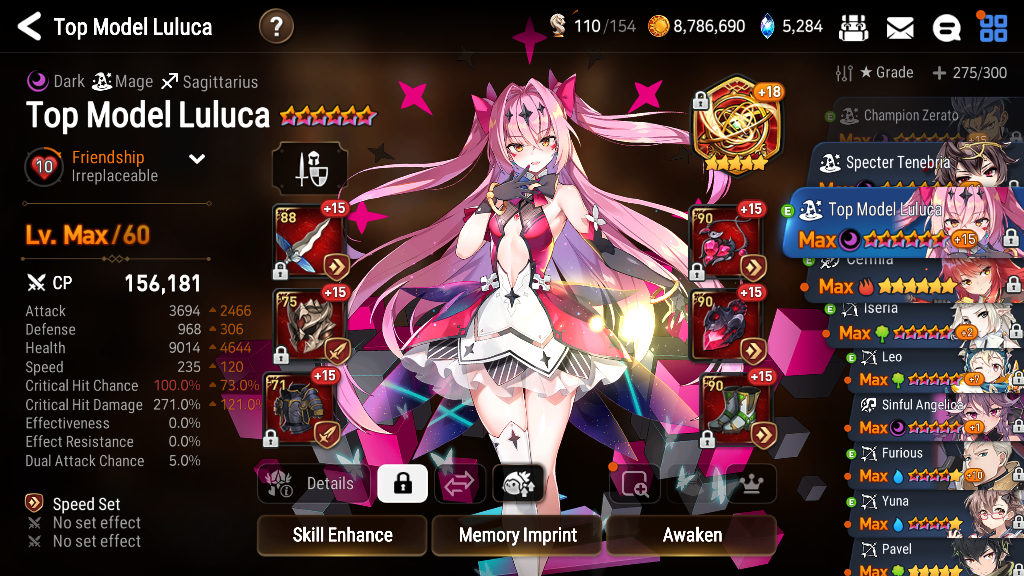 Top Model Luluca
?
110/154
8,786,690
5,284
Dark Mage Sagittarius
Top Model Luluca
10
Friendship
Irreplaceable
Lv. Max/60
CP 156,181
Attack 3694 2466
Defense 968 306
Health 9014 4644
Speed 235 120
Critical Hit Chance 100.0% 73.0%
Critical Hit Damage 271.0% 121.0%
Effectiveness 0.0%
Effect Resistance 0.0%
Dual Attack Chance 5.0%
Speed Set
No set effect
No set effect
88 +15
75 +15
71 +15
+18
90 +15
90 +15
90 +15
Details
Skill Enhance
Memory Imprint
Awaken
Grade
275/300
E Champion Zerato
Max +15
Specter Tenebria
E Top Model Luluca
Max +15
Cermia
Max
E Iseria
Max +2
E Leo
Max +7
Sinful Angelica
Max +1
E Furious
Max +0
E Yuna
Max
Pavel
Max